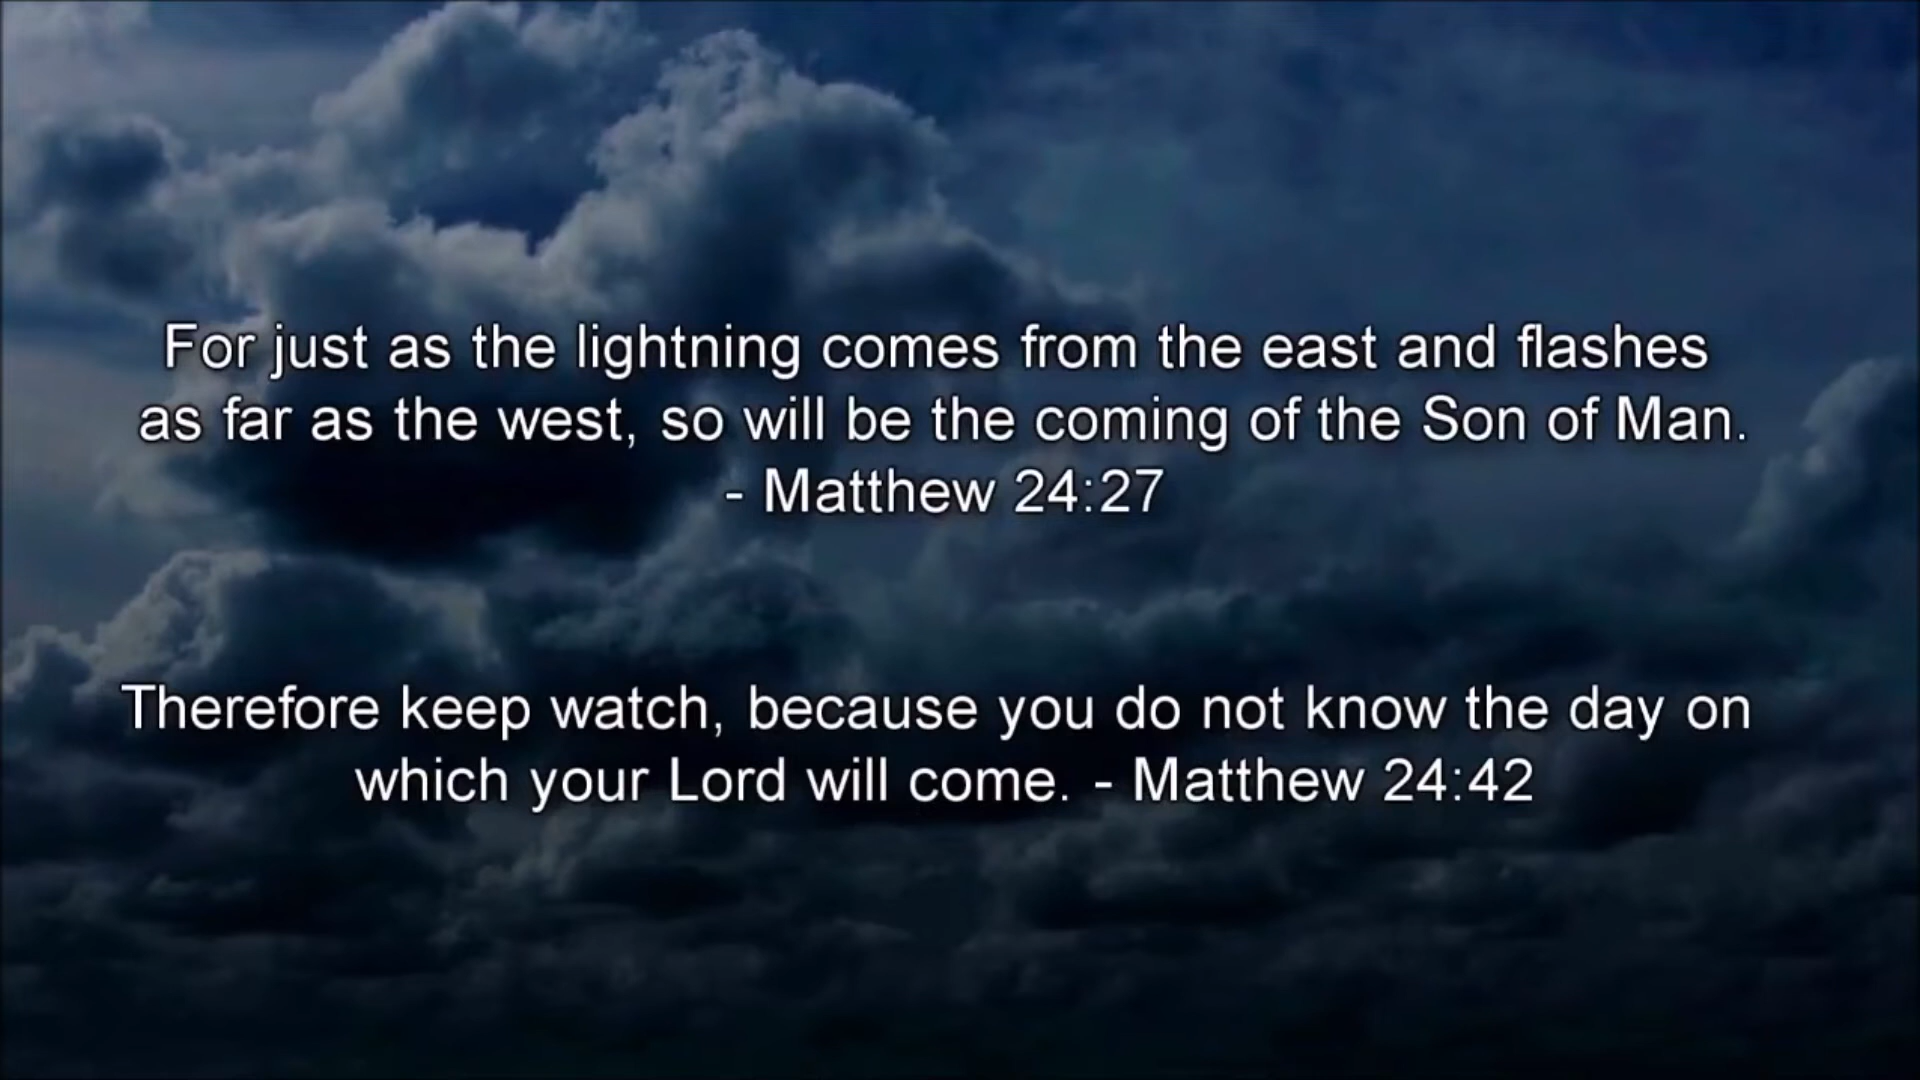 For just as the lightning comes from the east and flashes
as far as the west, so will be the coming of the Son of Man.
- Matthew 24:27
Therefore keep watch, because you do not know the day on
which your Lord will come. - Matthew 24:42